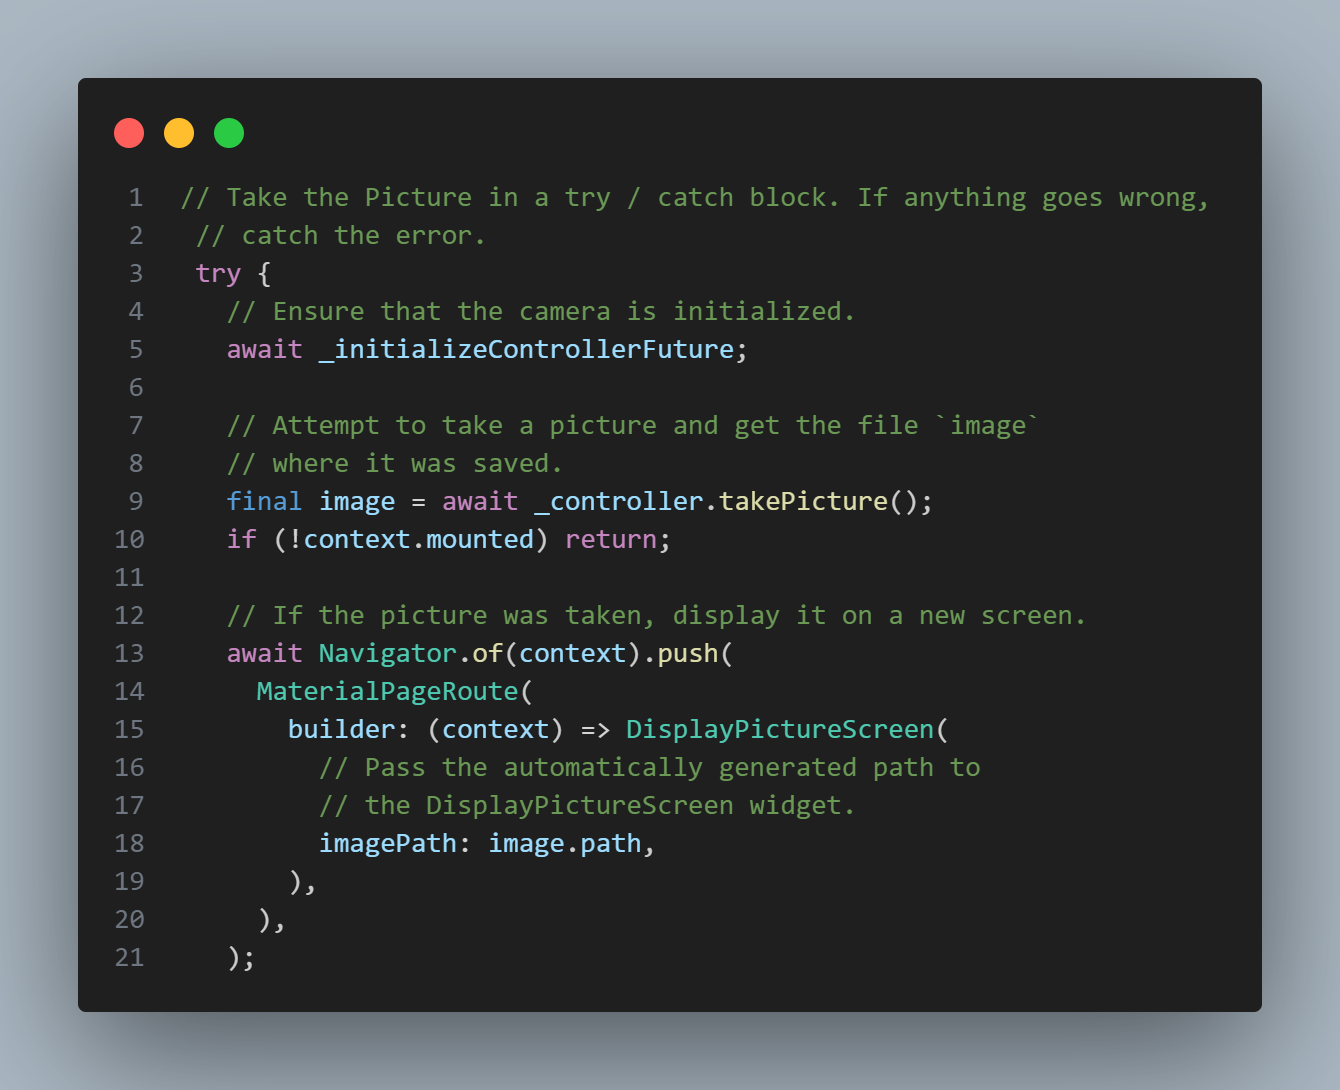 1 // Take the Picture in a try / catch block. If anything goes wrong,
2  // catch the error.
3  try {
4    // Ensure that the camera is initialized.
5    await _initializeControllerFuture;
6
7    // Attempt to take a picture and get the file `image`
8    // where it was saved.
9    final image = await _controller.takePicture();
10    if (!context.mounted) return;
11
12    // If the picture was taken, display it on a new screen.
13    await Navigator.of(context).push(
14      MaterialPageRoute(
15        builder: (context) => DisplayPictureScreen(
16          // Pass the automatically generated path to
17          // the DisplayPictureScreen widget.
18          imagePath: image.path,
19        ),
20      ),
21    );